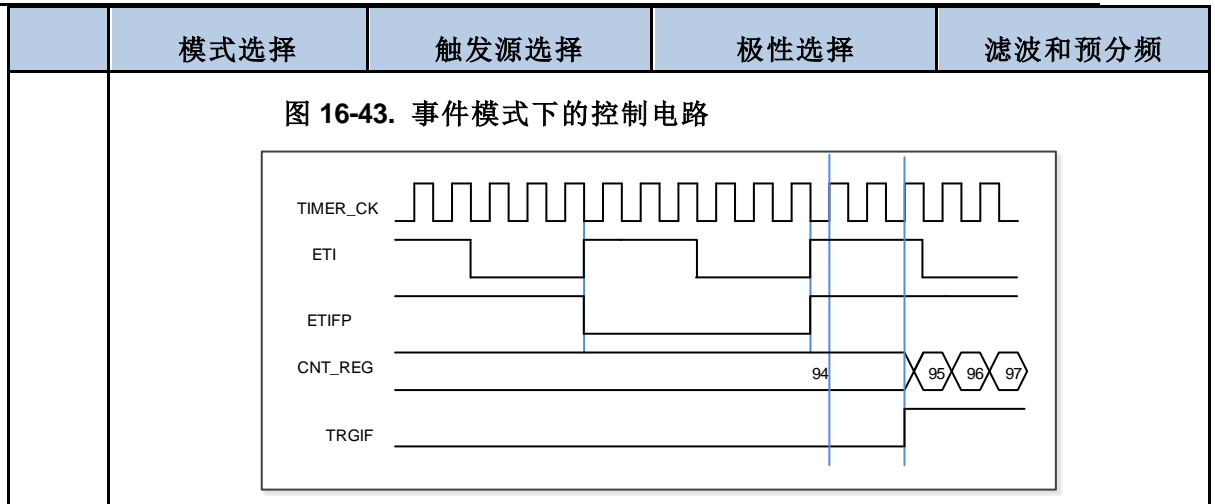 模式选择 触发源选择 极性选择 滤波和预分频
图 16-43. 事件模式下的控制电路
TIMER_CK
ETI
ETIFP
CNT_REG 94 95 96 97
TRGIF